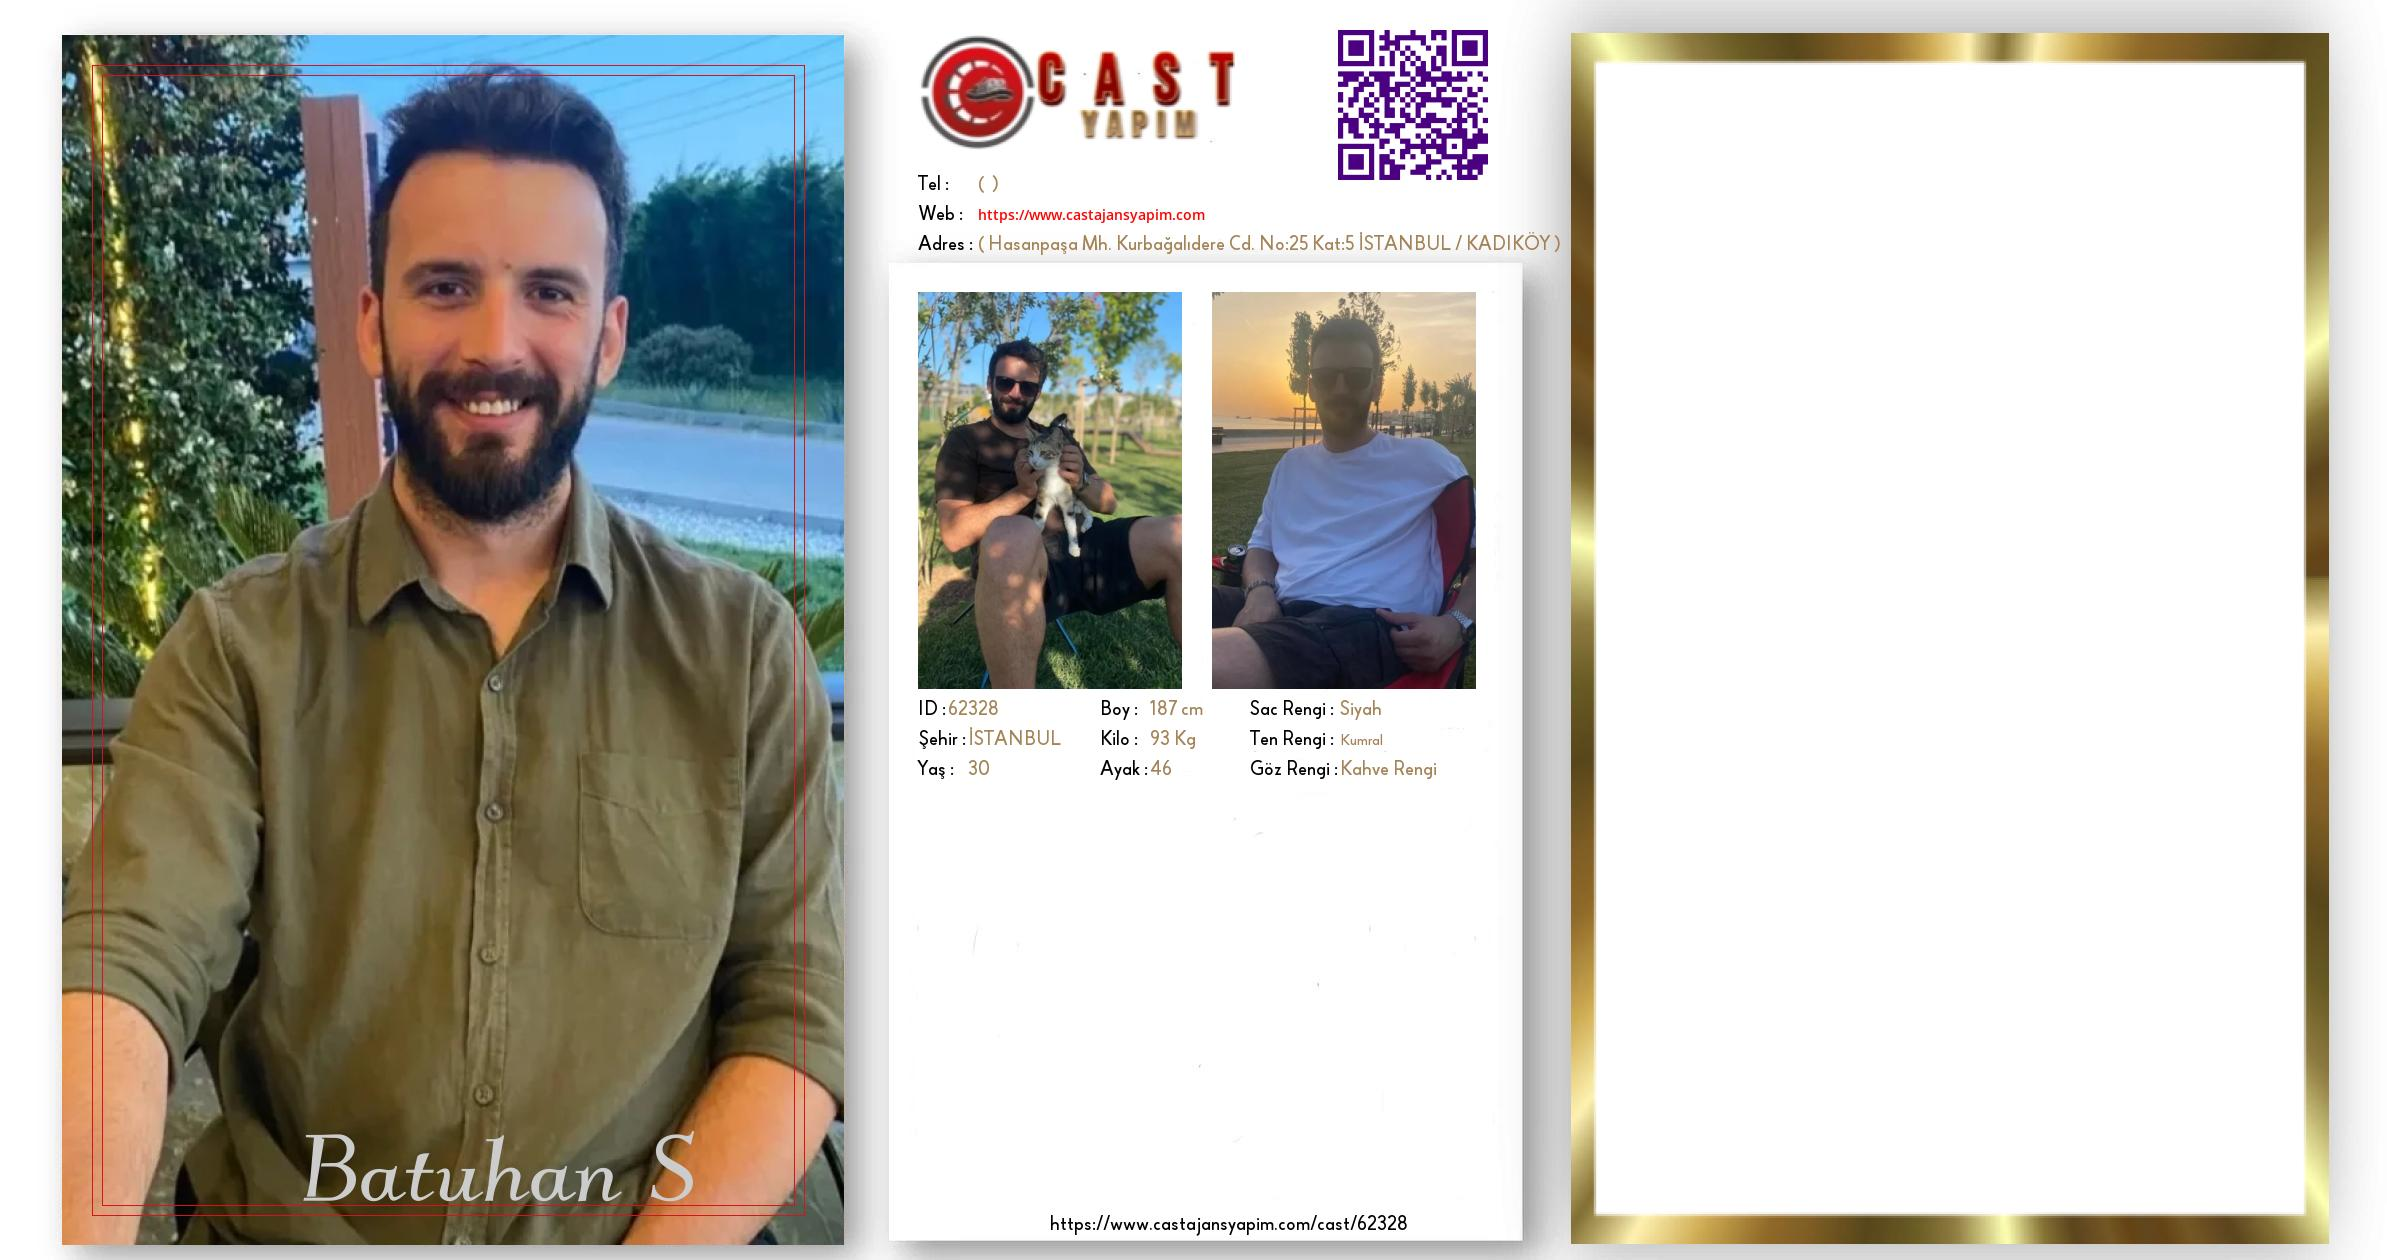 Batuhan S
CAST
YAPIM
Tel : ( )
Web : https://www.castajansyapim.com
Adres : ( Hasanpaşa Mh. Kurbağalıdere Cd. No:25 Kat:5 İSTANBUL / KADIKÖY )
ID : 62328 Boy : 187 cm Sac Rengi : Siyah
Şehir : İSTANBUL Kilo : 93 Kg Ten Rengi : Kumral
Yaş : 30 Ayak : 46 Göz Rengi : Kahve Rengi
https://www.castajansyapim.com/cast/62328